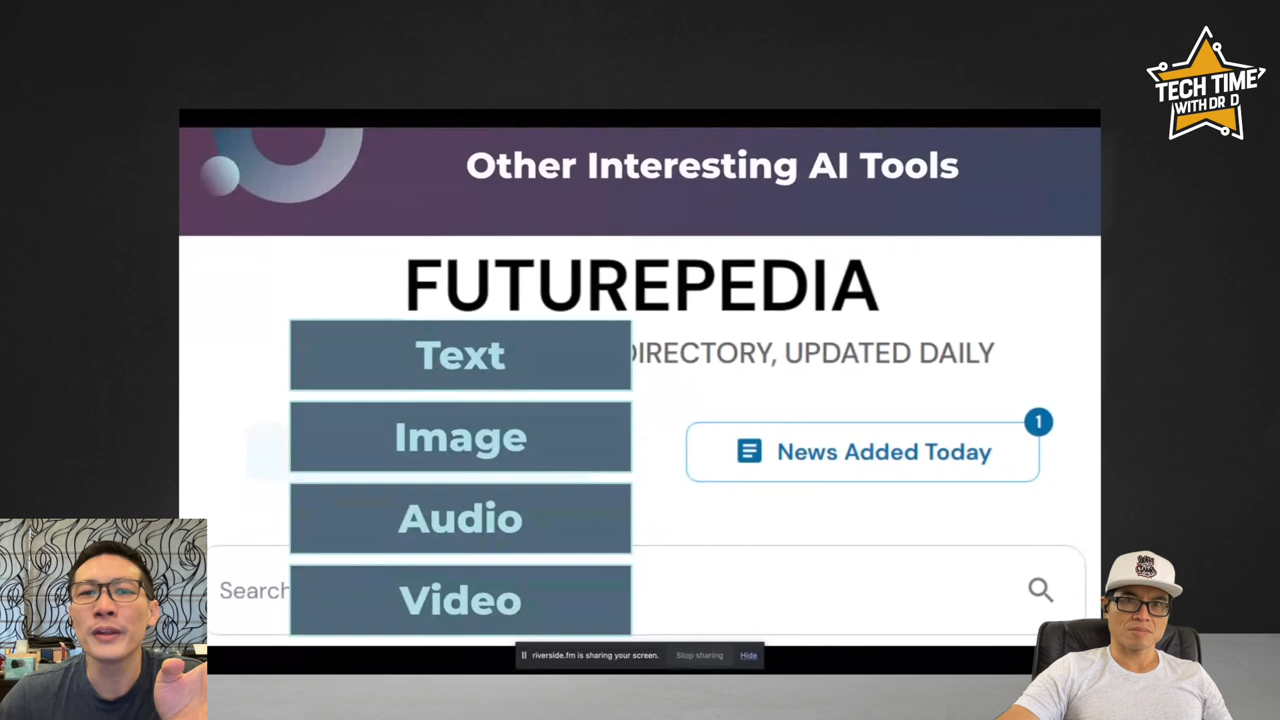 TECH TIME
WITH DR D
Other Interesting AI Tools
FUTUREPEDIA
Text
DIRECTORY, UPDATED DAILY
Image
1
News Added Today
Audio
Search
Video
riverside.fm is sharing your screen.
Stop sharing
Hide